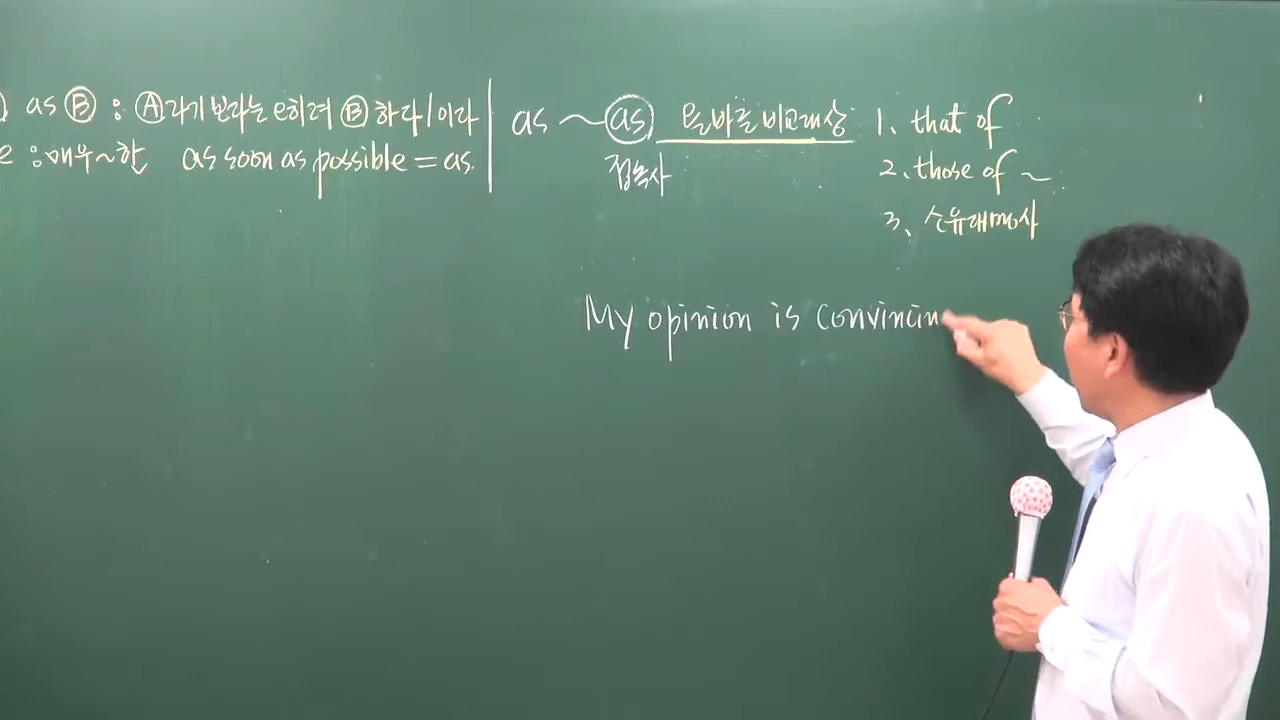 as Ⓑ : Ⓐ라기 보다는 오히려 Ⓑ 하다/이다
: 매우~한 as soon as possible = as
as ~ as 올바른 비교대상
접속사
1. that of
2. those of ~
3. 소유대명사
My opinion is convincin